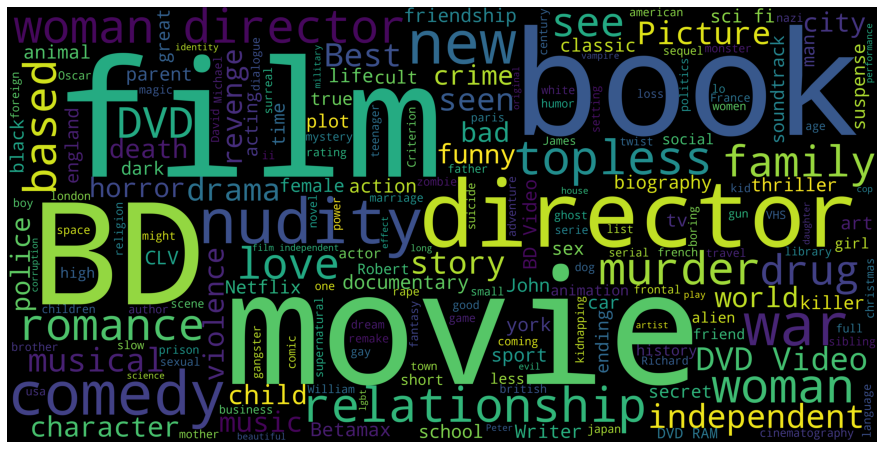 woman director
friendship
american
nazi
great
identity
new
see
sci fi
sequel
monster
city
century
Picture
classic
man
animal
Best
Oscar
foreign
parent
magic
life
cult
crime
vampire
performance
film
book
based
DVD
revenge
acting
dialogue
David Michael
surreal
military
true
seen
suspense
soundtrack
politics
white
humor
original
setting
loss
lo
France
women
black
england
death
time
plot
mystery
teenager
Criterion
bad
paris
twist
James
social
age
dark
rating
ii
funny
topless
family
father
horror
drama
female
action
zombie
biography
thriller
cop
boy
london
novel
marriage
power
suicide
adventure
house
ghost
serie
kid
list
gun
VHS
tv
art
daughter
BD
nudity
director
space
religion
might
police
corruption
high
CLV
film independent
effect
long
love
actor
story
BD Video
sex
serial
french
boring
library
girl
travel
children
author
scene
violence
Netflix
one
Robert
documentary
rape
small
John
animation
dog
car
murder
drug
frontal
play
christmas
romance
movie
supernatural
dream
remake
gay
fantasy
good
game
york
coming
kidnapping
ending
alien
world
killer
artist
war
full
sibling
brother
slow
prison
sexual
gangster
comic
town
evil
sport
friend
history
Richard
musical
science
usa
child
William
short
less
british
DVD Video
secret
woman
comedy
business
lgbt
relationship
independent
language
character
mother
music
beautiful
Betamax
school
Peter
Writer
japan
DVD RAM
cinematography